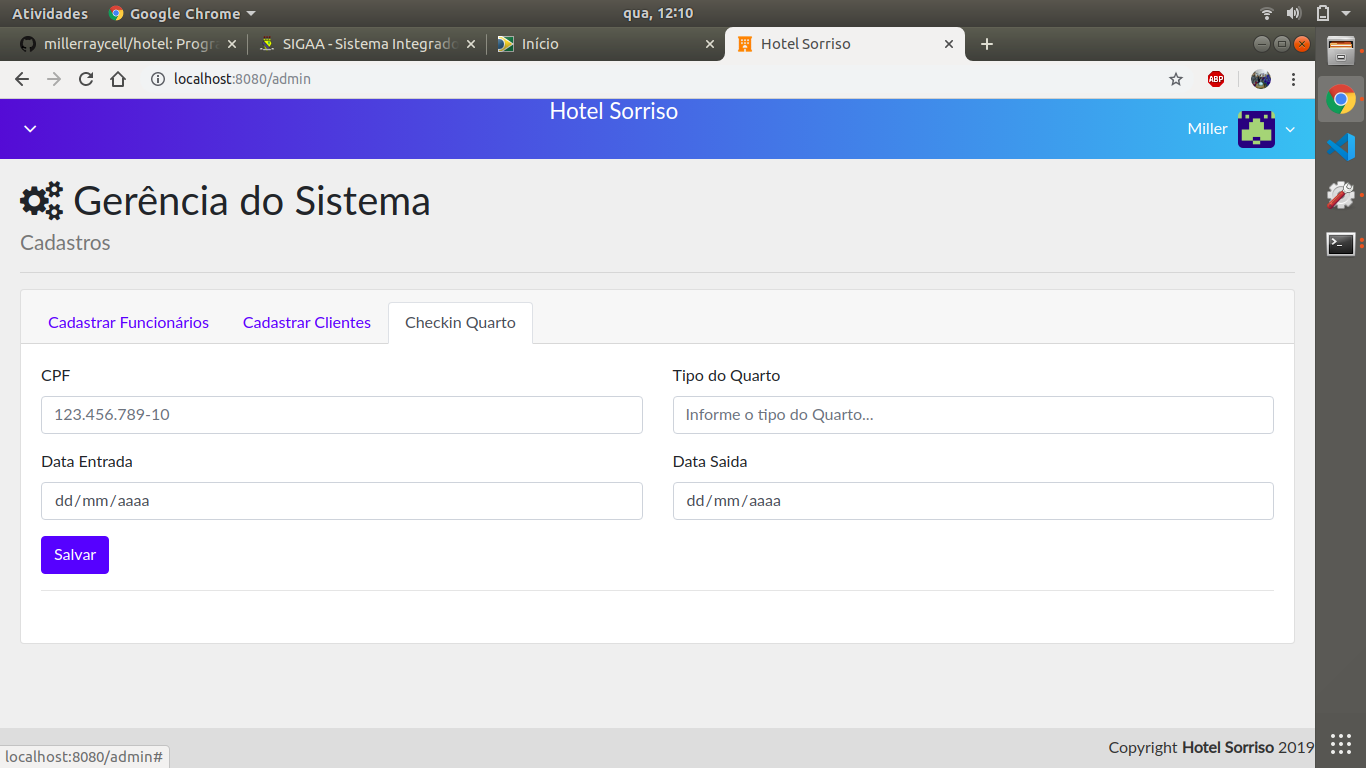 Atividades Google Chrome qua, 12:10
millerraycell/hotel: Progra SIGAA - Sistema Integrado Início Hotel Sorriso
localhost:8080/admin ABP
Hotel Sorriso
Miller
Gerência do Sistema
Cadastros
Cadastrar Funcionários Cadastrar Clientes Checkin Quarto
CPF Tipo do Quarto
123.456.789-10 Informe o tipo do Quarto...
Data Entrada Data Saida
dd/mm/aaaa dd/mm/aaaa
Salvar
Copyright Hotel Sorriso 2019
localhost:8080/admin#